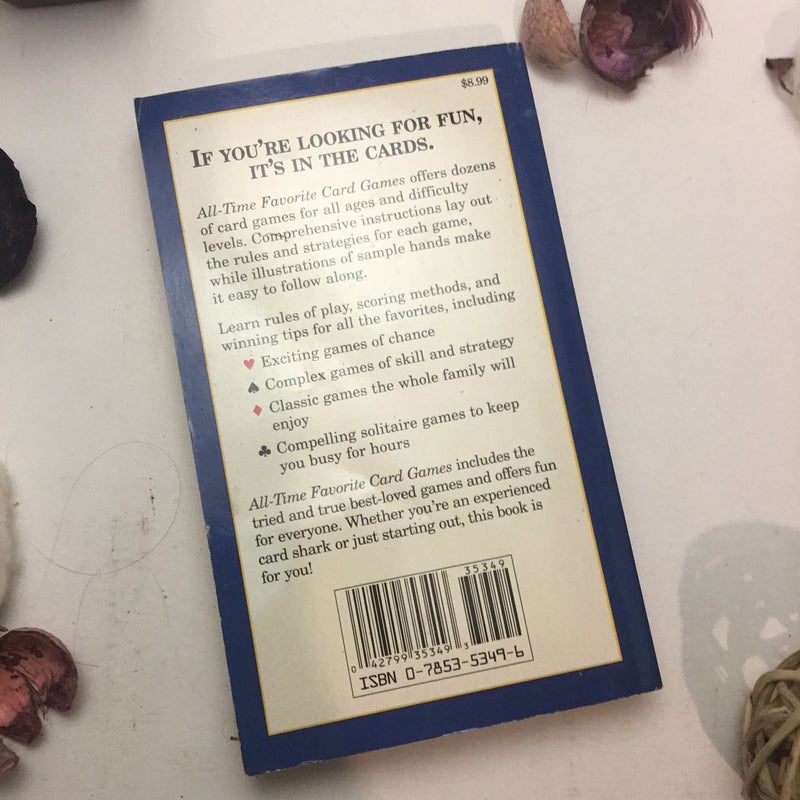 $8.99
IF YOU'RE LOOKING FOR FUN,
IT'S IN THE CARDS.
All-Time Favorite Card Games offers dozens
of card games for all ages and difficulty
levels. Comprehensive instructions lay out
the rules and strategies for each game,
while illustrations of sample hands make
it easy to follow along.
Learn rules of play, scoring methods, and
winning tips for all the favorites, including
♥ Exciting games of chance
♠ Complex games of skill and strategy
♦ Classic games the whole family will
enjoy
♣ Compelling solitaire games to keep
you busy for hours
All-Time Favorite Card Games includes the
tried and true best-loved games and offers fun
for everyone. Whether you're an experienced
card shark or just starting out, this book is
for you!
35349
0 42799 35349 3
ISBN 0-7853-5349-6